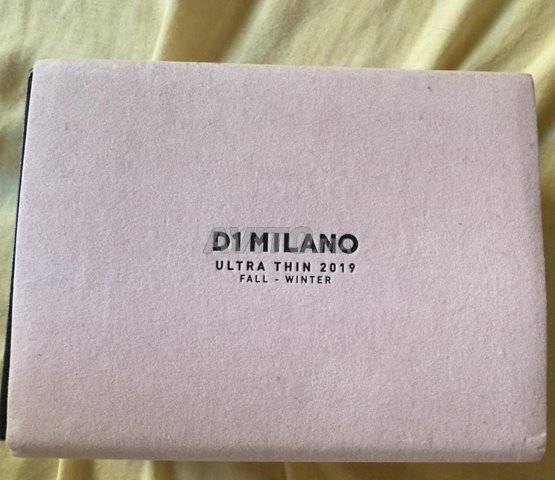 D1 MILANO
ULTRA THIN 2019
FALL - WINTER